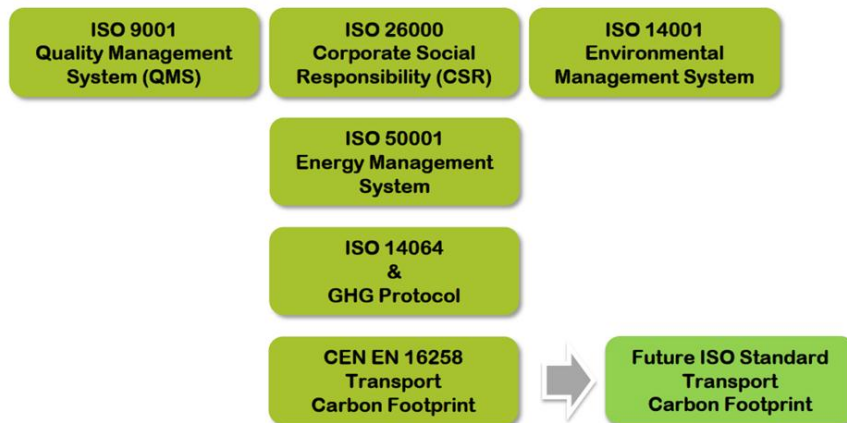 ISO 9001
Quality Management
System (QMS)
ISO 26000
Corporate Social
Responsibility (CSR)
ISO 14001
Environmental
Management System
ISO 50001
Energy Management
System
ISO 14064
&
GHG Protocol
CEN EN 16258
Transport
Carbon Footprint
Future ISO Standard
Transport
Carbon Footprint